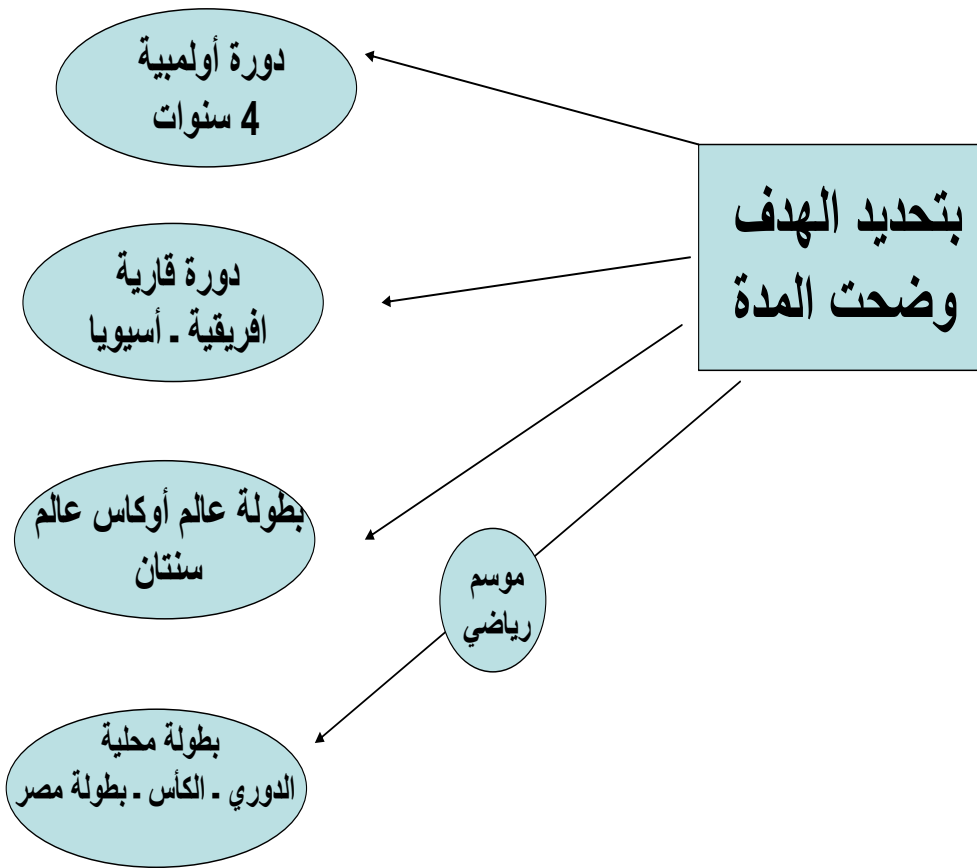 بتحديد الهدف
وضحت المدة
دورة أولمبية
4 سنوات
دورة قارية
افريقية - أسيويا
بطولة عالم أوكاس عالم
سنتان
موسم
رياضي
بطولة محلية
الدوري - الكأس - بطولة مصر